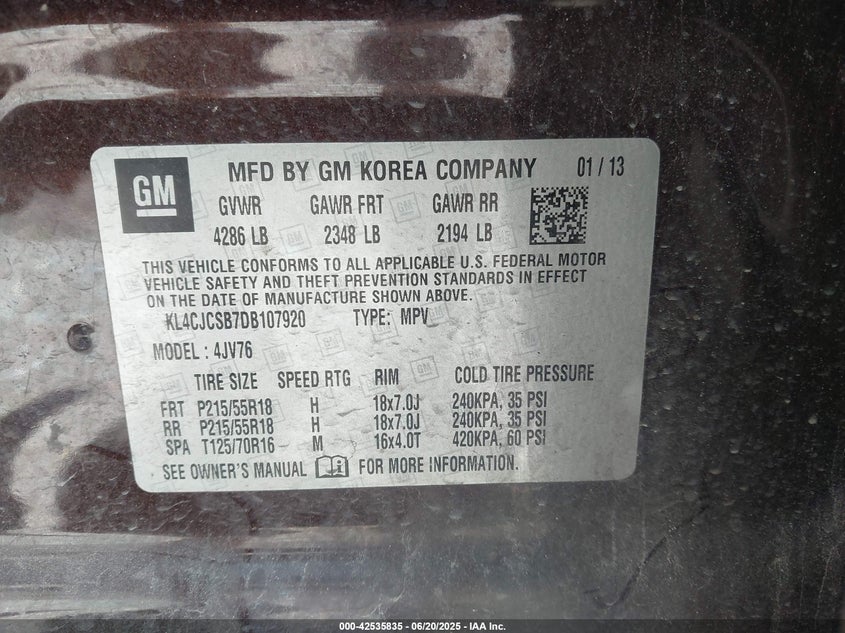 GM
MFD BY GM KOREA COMPANY 01 / 13
GVWR GAWR FRT GAWR RR
4286 LB 2348 LB 2194 LB
THIS VEHICLE CONFORMS TO ALL APPLICABLE U.S. FEDERAL MOTOR
VEHICLE SAFETY AND THEFT PREVENTION STANDARDS IN EFFECT
ON THE DATE OF MANUFACTURE SHOWN ABOVE.
KL4CJCSB7DB107920 TYPE: MPV
MODEL : 4JV76
TIRE SIZE SPEED RTG RIM COLD TIRE PRESSURE
FRT P215/55R18 H 18x7.0J 240KPA, 35 PSI
RR P215/55R18 H 18x7.0J 240KPA, 35 PSI
SPA T125/70R16 M 16x4.0T 420KPA, 60 PSI
SEE OWNER'S MANUAL FOR MORE INFORMATION.
000-42535835 - 06/20/2025 - IAA Inc.